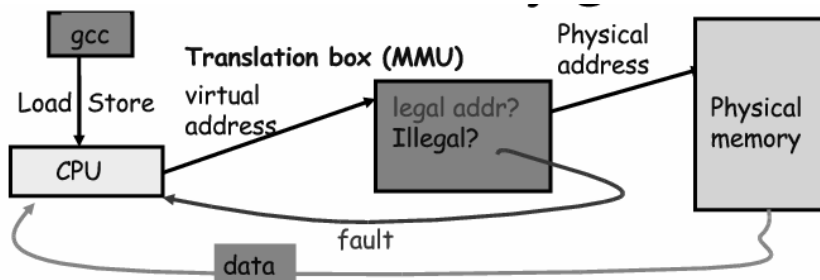 gcc
Load Store
CPU
Translation box (MMU)
virtual
address
legal addr?
Illegal?
Physical
address
Physical
memory
fault
data